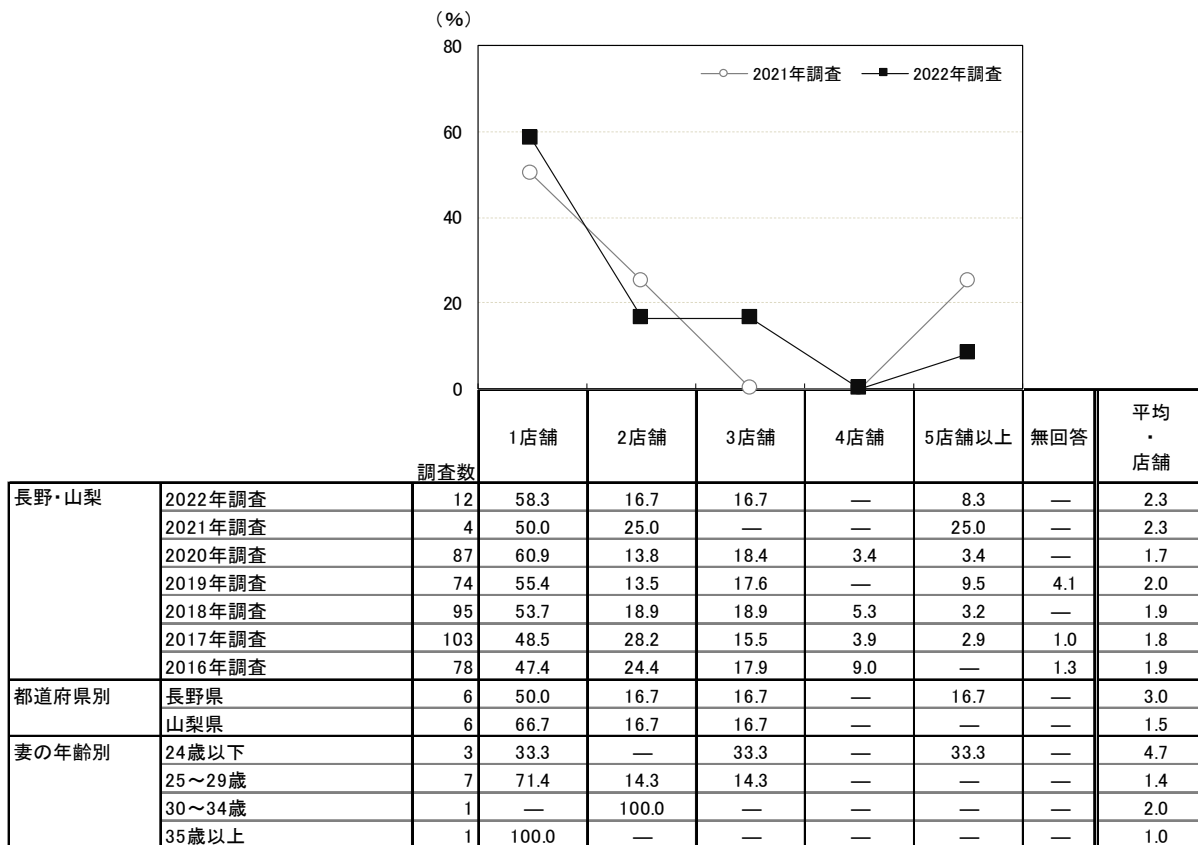 （％）
80
60
40
20
0
2021年調査 2022年調査
調査数 1店舗 2店舗 3店舗 4店舗 5店舗以上 無回答 平均・店舗
長野・山梨 2022年調査 12 58.3 16.7 16.7 — 8.3 — 2.3
2021年調査 4 50.0 25.0 — — 25.0 — 2.3
2020年調査 87 60.9 13.8 18.4 3.4 3.4 — 1.7
2019年調査 74 55.4 13.5 17.6 — 9.5 4.1 2.0
2018年調査 95 53.7 18.9 18.9 5.3 3.2 — 1.9
2017年調査 103 48.5 28.2 15.5 3.9 2.9 1.0 1.8
2016年調査 78 47.4 24.4 17.9 9.0 — 1.3 1.9
都道府県別 長野県 6 50.0 16.7 16.7 — 16.7 — 3.0
山梨県 6 66.7 16.7 16.7 — — — 1.5
妻の年齢別 24歳以下 3 33.3 — 33.3 — 33.3 — 4.7
25～29歳 7 71.4 14.3 14.3 — — — 1.4
30～34歳 1 — 100.0 — — — — 2.0
35歳以上 1 100.0 — — — — — 1.0